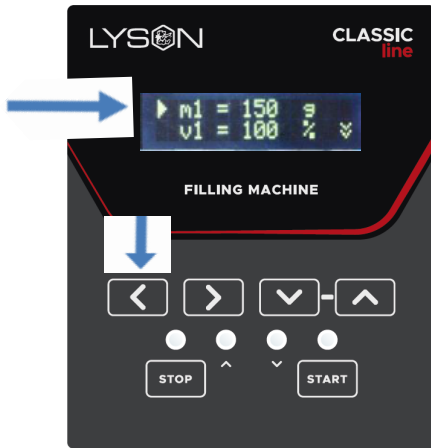 LYSON
CLASSIC
line
m1 = 150 g
v1 = 100 %
FILLING MACHINE
STOP
START